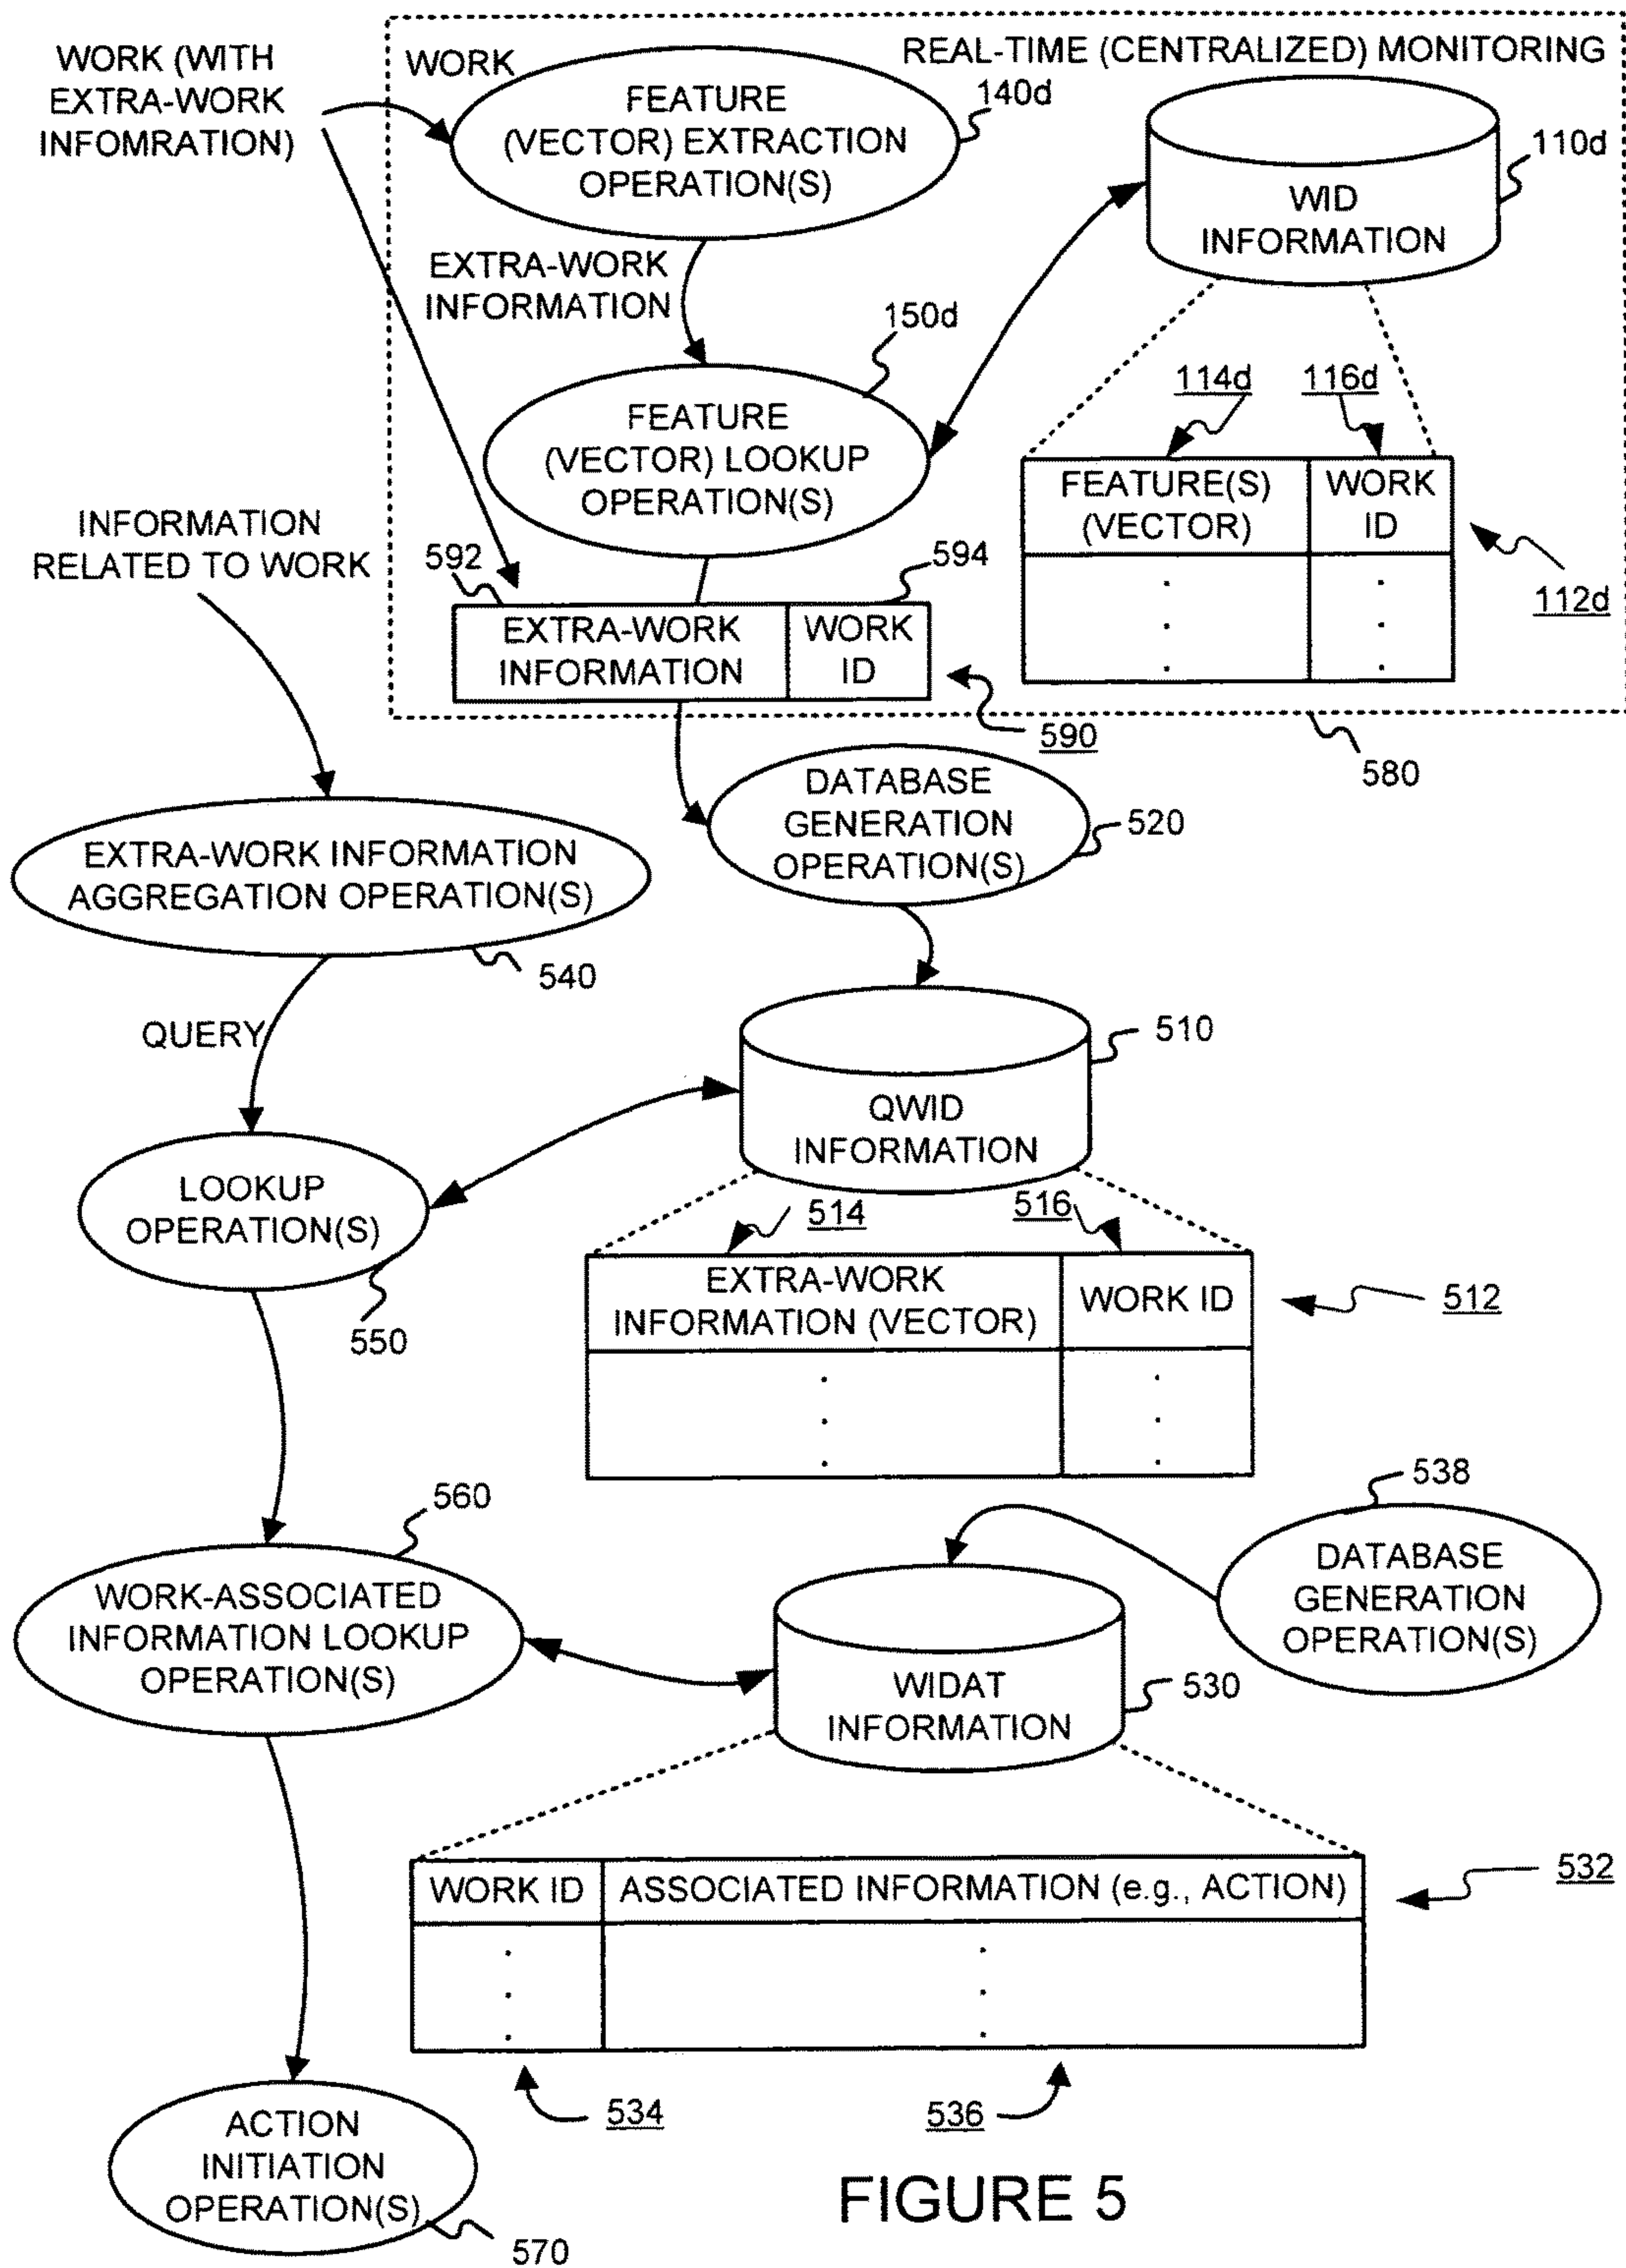 WORK (WITH
EXTRA-WORK
INFOMRATION)
WORK
REAL-TIME (CENTRALIZED) MONITORING
FEATURE
(VECTOR) EXTRACTION
OPERATION(S)
140d
110d
WID
INFORMATION
EXTRA-WORK
INFORMATION
150d
FEATURE
(VECTOR) LOOKUP
OPERATION(S)
114d
116d
FEATURE(S)
(VECTOR)
WORK
ID
112d
INFORMATION
RELATED TO WORK
592
594
EXTRA-WORK
INFORMATION
WORK
ID
590
580
DATABASE
GENERATION
OPERATION(S)
520
EXTRA-WORK INFORMATION
AGGREGATION OPERATION(S)
540
QUERY
510
QWID
INFORMATION
LOOKUP
OPERATION(S)
550
514
516
EXTRA-WORK
INFORMATION (VECTOR)
WORK ID
512
538
DATABASE
GENERATION
OPERATION(S)
560
WORK-ASSOCIATED
INFORMATION LOOKUP
OPERATION(S)
WIDAT
INFORMATION
530
WORK ID
ASSOCIATED INFORMATION (e.g., ACTION)
532
534
536
ACTION
INITIATION
OPERATION(S)
570
FIGURE 5